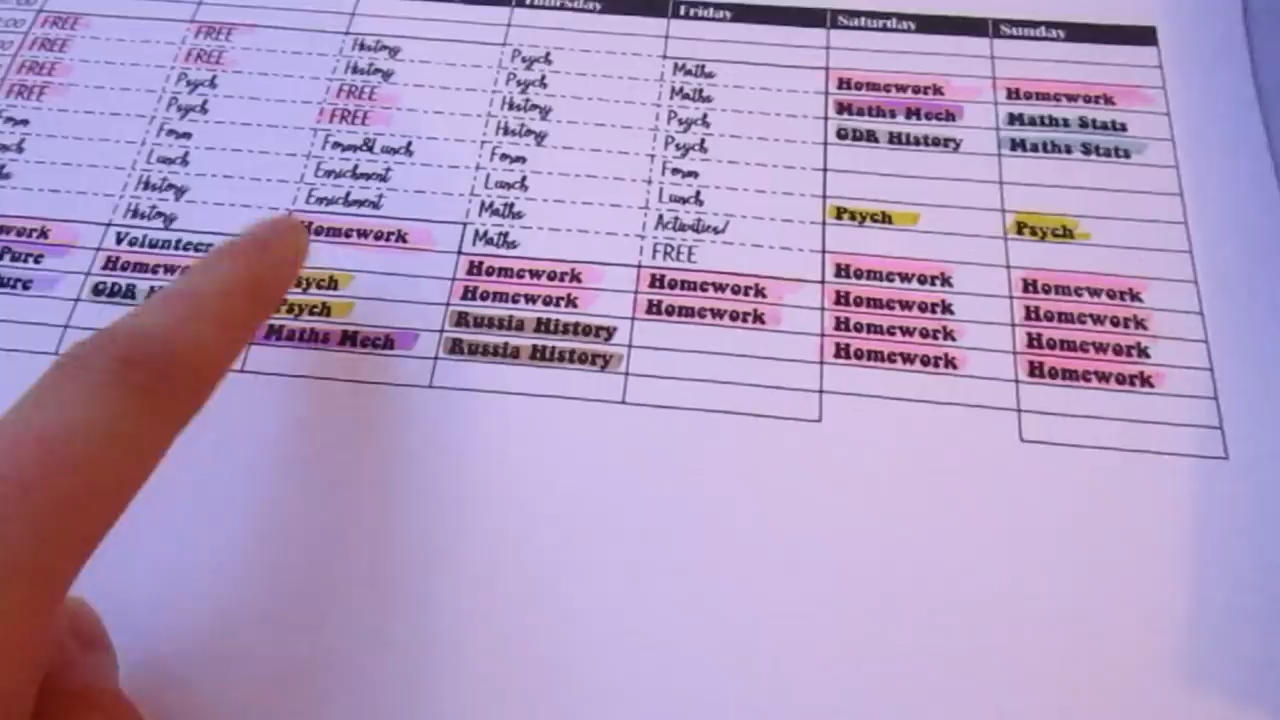 Thursday Friday Saturday Sunday
FREE FREE History Psych Maths Homework Homework
FREE FREE History Psych Maths Maths Mech Maths Stats
FREE Psych FREE History Psych GDR History Maths Stats
FREE Psych FREE History Psych
Form Form Form&Lunch Form Form
Lunch Enrichment Lunch Lunch Psych Psych
History Enrichment Maths Activities/
History Homework Maths FREE Homework Homework
Volunteer Psych Homework Homework Homework Homework
Pure Psych Homework Homework Homework Homework
GDR Maths Mech Russia History Homework Homework
Russia History